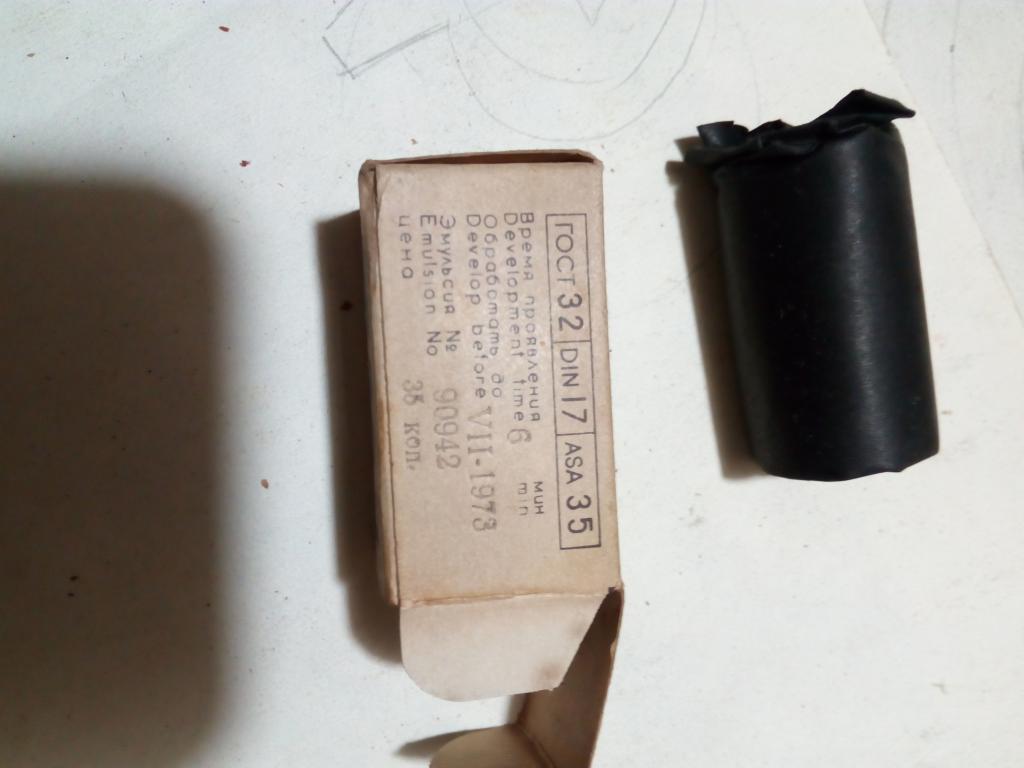 ГОСТ 32 DIN 17 ASA 35
Время проявления мин
Development time 6 min
Обработать до
Develop before VII-1973
Эмульсия №
Emulsion No 90942
цена 35 коп.